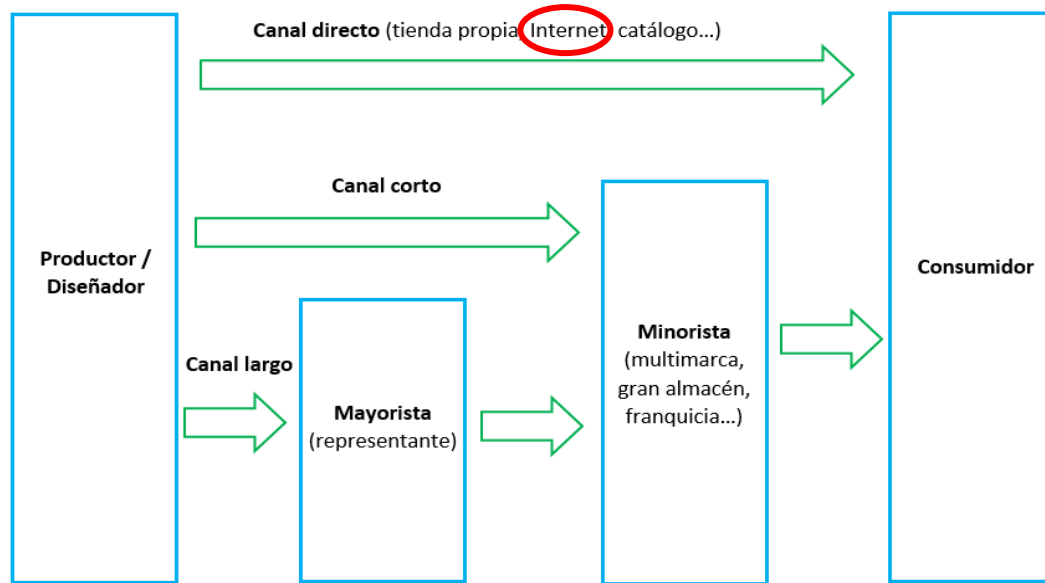 Canal directo (tienda propia, Internet, catálogo...)
Canal corto
Productor /
Diseñador
Consumidor
Minorista
(multimarca,
gran almacén,
franquicia...)
Canal largo
Mayorista
(representante)